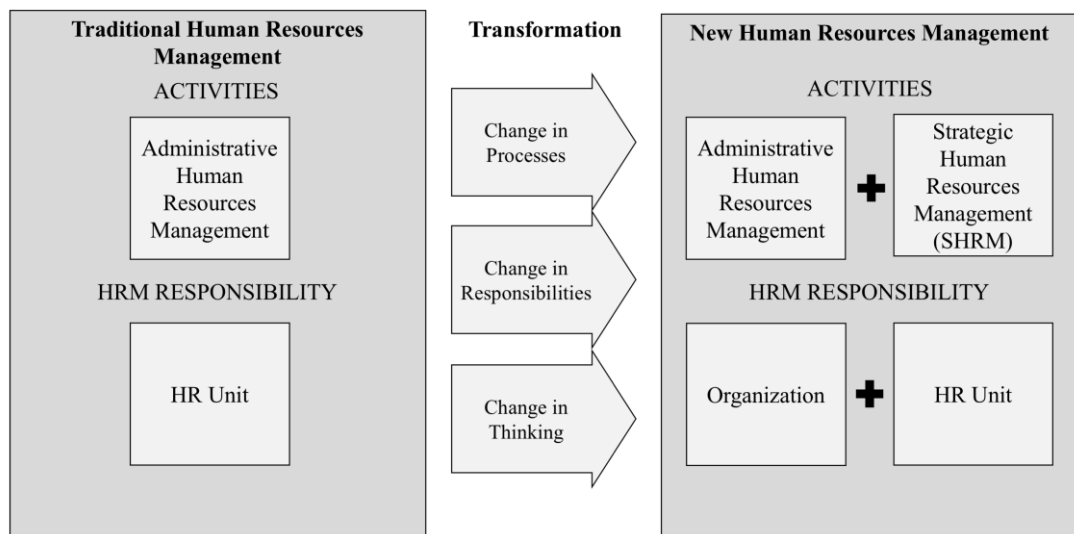 Traditional Human Resources
Management
ACTIVITIES
Administrative
Human
Resources
Management
HRM RESPONSIBILITY
HR Unit
Transformation
Change in
Processes
Change in
Responsibilities
Change in
Thinking
New Human Resources Management
ACTIVITIES
Administrative
Human
Resources
Management
Strategic
Human
Resources
Management
(SHRM)
HRM RESPONSIBILITY
Organization
HR Unit